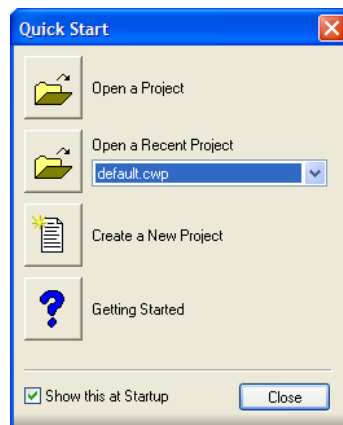 Quick Start
Open a Project
Open a Recent Project
default.cwp
Create a New Project
Getting Started
Show this at Startup
Close